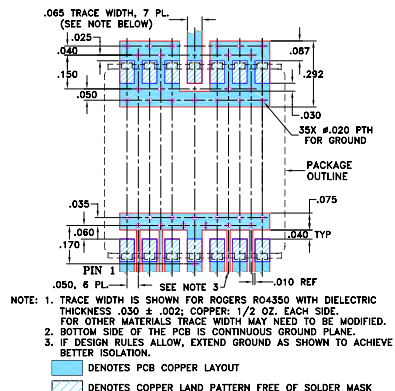 .065 TRACE WIDTH, 7 PL.
(SEE NOTE BELOW)
.025
.040
.087
.150
.292
.050
.030
35X ø.020 PTH
FOR GROUND
PACKAGE
OUTLINE
.035
.075
.060
.040 TYP
.170
PIN 1
.050, 6 PL.
SEE NOTE 3
.010 REF
NOTE: 1. TRACE WIDTH IS SHOWN FOR ROGERS RO4350 WITH DIELECTRIC
THICKNESS .030 ± .002; COPPER: 1/2 OZ. EACH SIDE.
FOR OTHER MATERIALS TRACE WIDTH MAY NEED TO BE MODIFIED.
2. BOTTOM SIDE OF THE PCB IS CONTINUOUS GROUND PLANE.
3. IF DESIGN RULES ALLOW, EXTEND GROUND AS SHOWN TO ACHIEVE
BETTER ISOLATION.
DENOTES PCB COPPER LAYOUT
DENOTES COPPER LAND PATTERN FREE OF SOLDER MASK